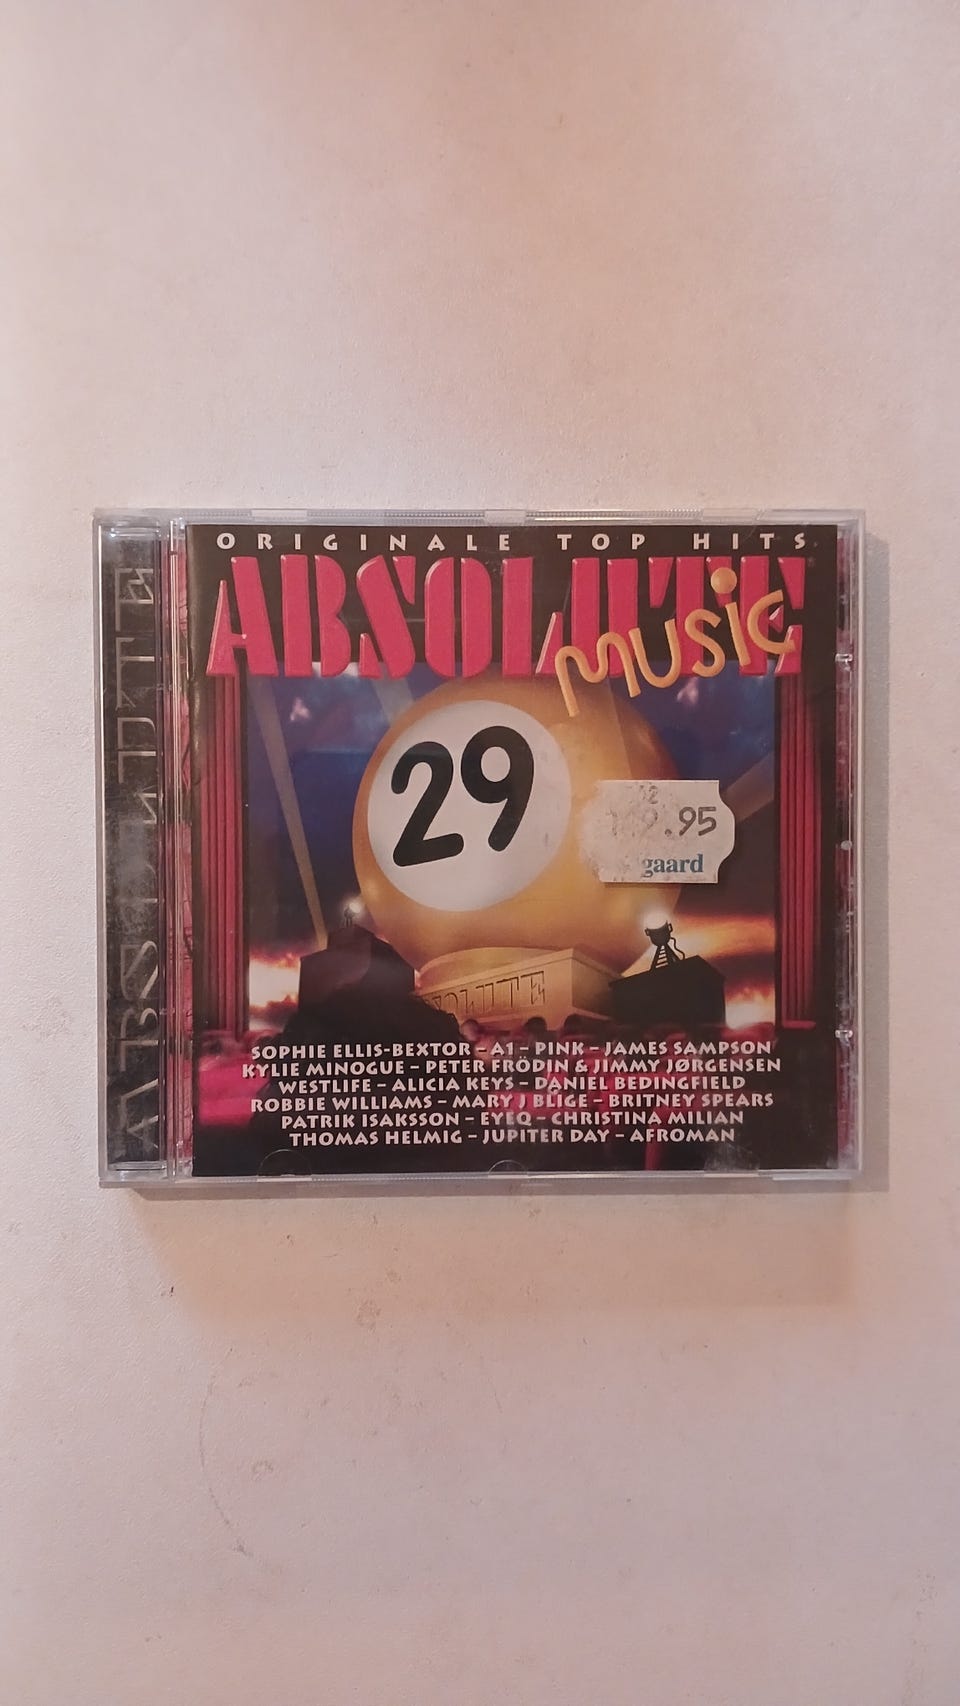 ORIGINALE TOP HITS
ABSOLUTE
music
29
.95
gaard
ABSOLUTE
SOPHIE ELLIS-BEXTOR – A1 – PINK – JAMES SAMPSON
KYLIE MINOGUE – PETER FRÖDIN & JIMMY JØRGENSEN
WESTLIFE – ALICIA KEYS – DANIEL BEDINGFIELD
ROBBIE WILLIAMS – MARY J BLIGE – BRITNEY SPEARS
PATRIK ISAKSSON – EYEQ – CHRISTINA MILIAN
THOMAS HELMIG – JUPITER DAY – AFROMAN
ABSOLUTE